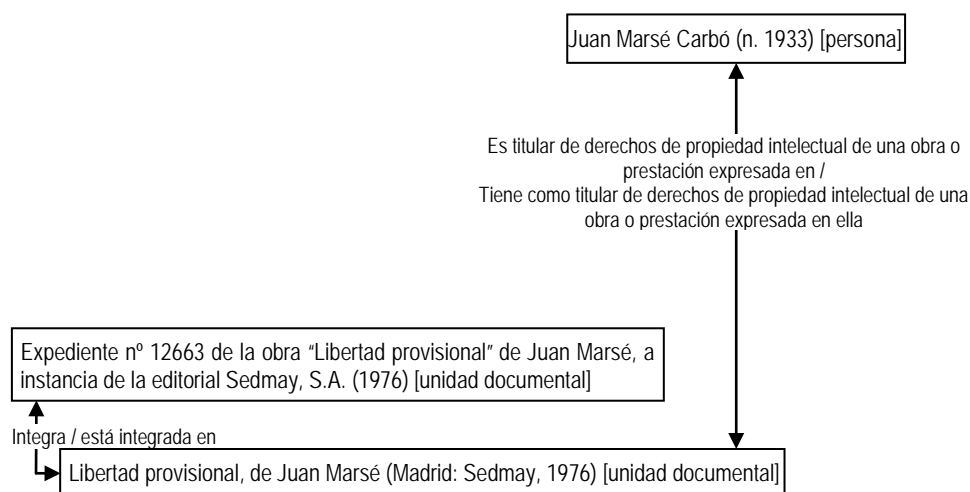 Juan Marsé Carbó (n. 1933) [persona]
Es titular de derechos de propiedad intelectual de una obra o
prestación expresada en /
Tiene como titular de derechos de propiedad intelectual de una
obra o prestación expresada en ella
Expediente nº 12663 de la obra “Libertad provisional” de Juan Marsé, a
instancia de la editorial Sedmay, S.A. (1976) [unidad documental]
Integra / está integrada en
Libertad provisional, de Juan Marsé (Madrid: Sedmay, 1976) [unidad documental]